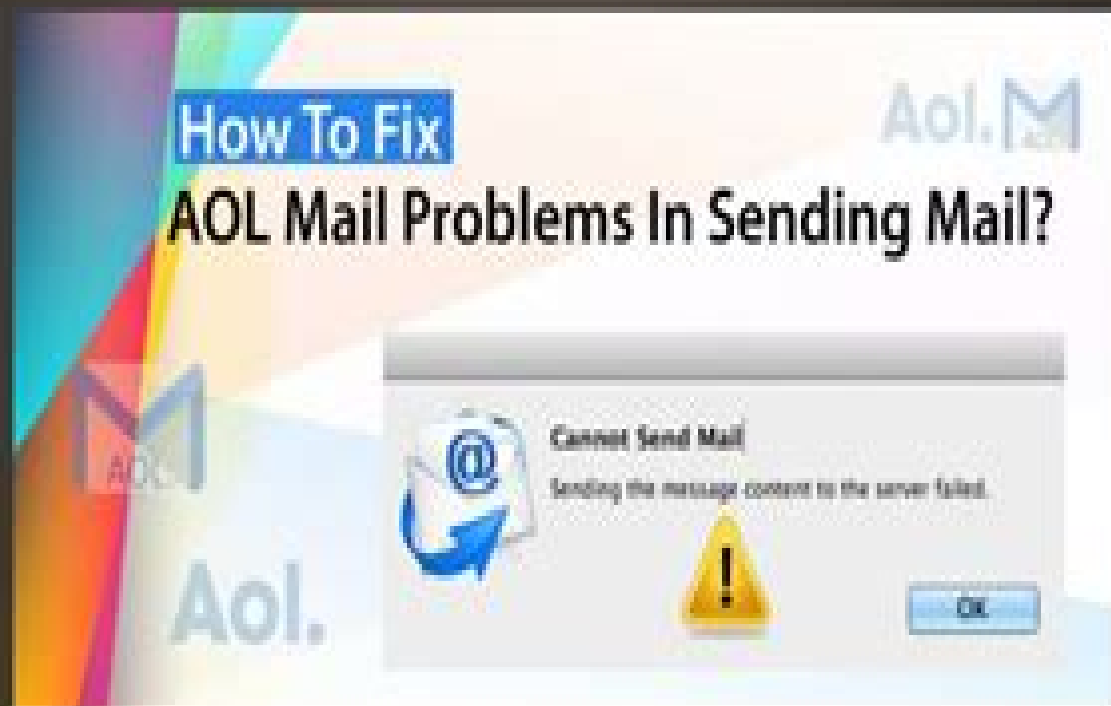 How To Fix
Aol. M
AOL Mail Problems In Sending Mail?
Cannot Send Mail
@
Sending the message content to the server failed.
M
AOL
!
OK
Aol.